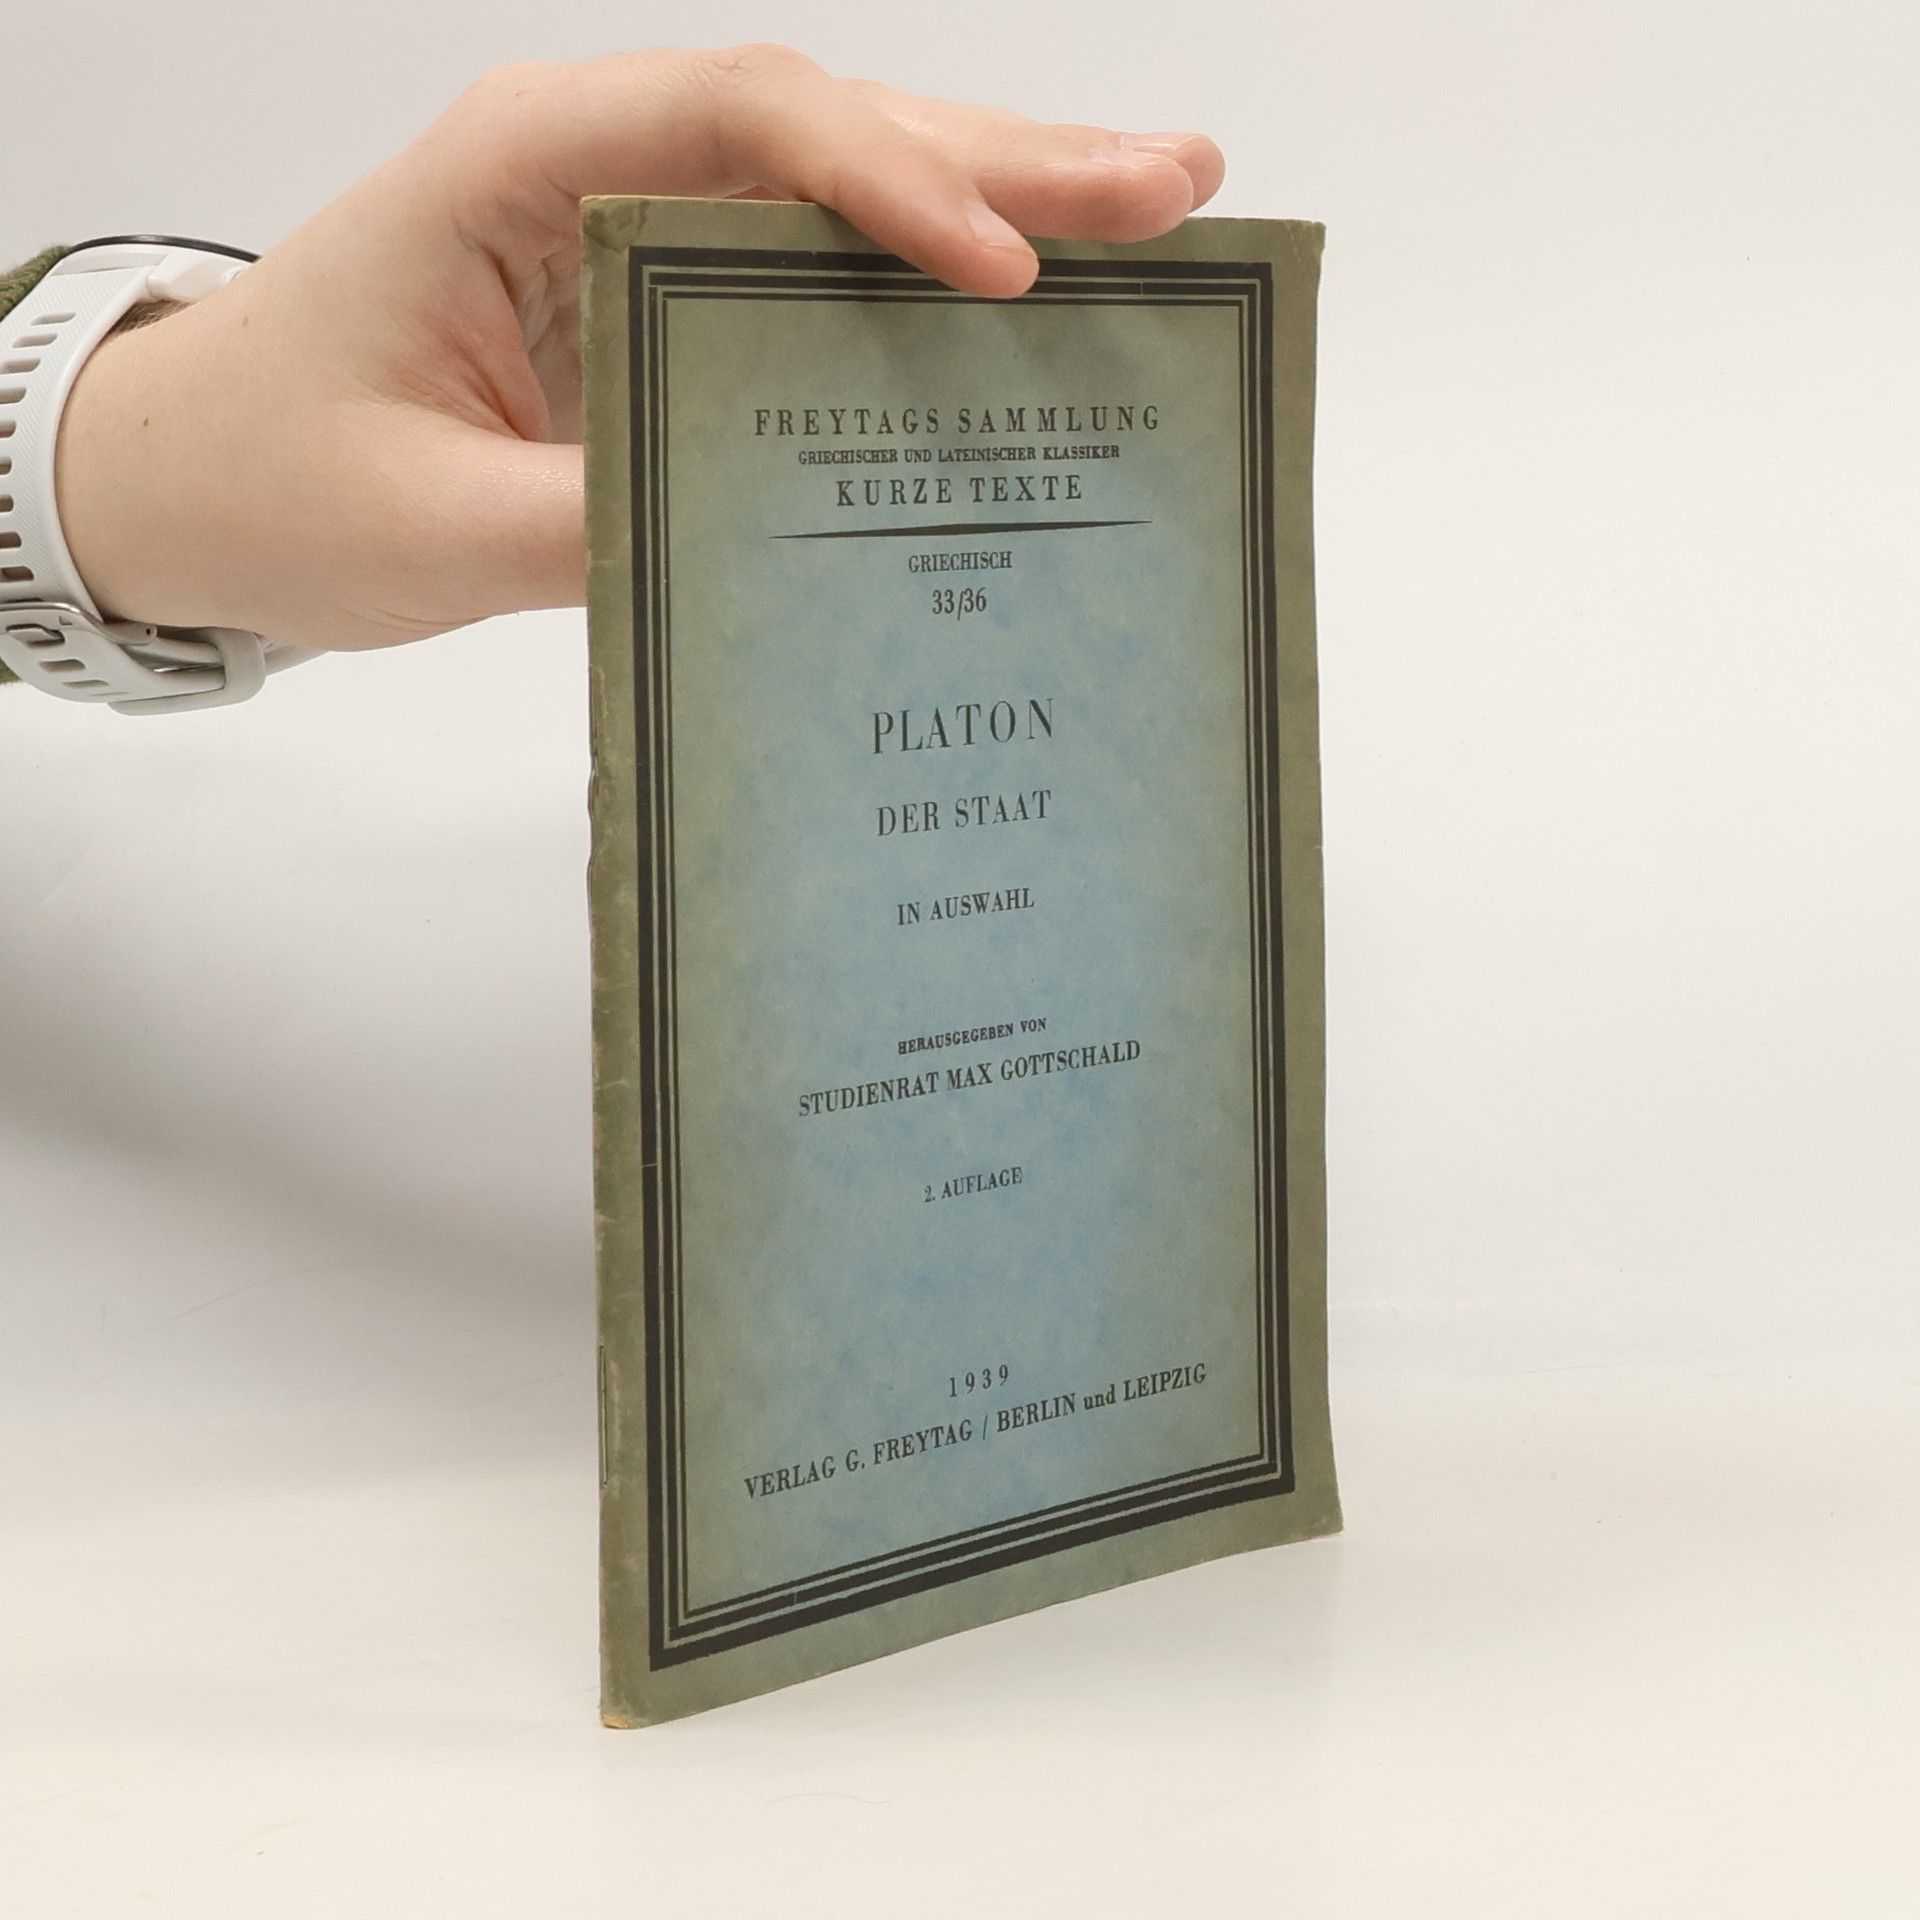 FREYTAGS SAMMLUNG
GRIECHISCHER UND LATEINISCHER KLASSIKER
KURZE TEXTE
GRIECHISCH
33/36
PLATON
DER STAAT
IN AUSWAHL
HERAUSGEGEBEN VON
STUDIENRAT MAX GOTTSCHALD
2. AUFLAGE
1939
VERLAG G. FREYTAG / BERLIN und LEIPZIG